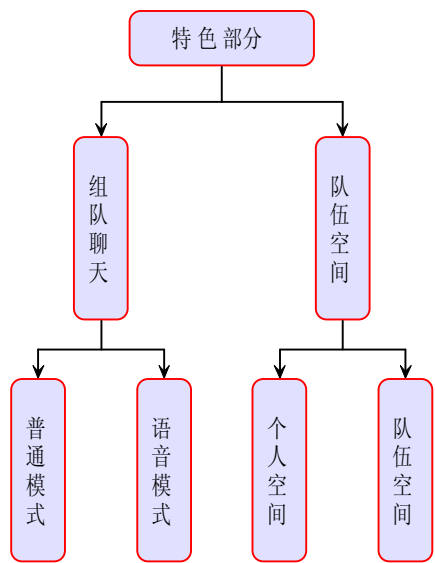 特色部分
组队聊天
队伍空间
普通模式
语音模式
个人空间
队伍空间